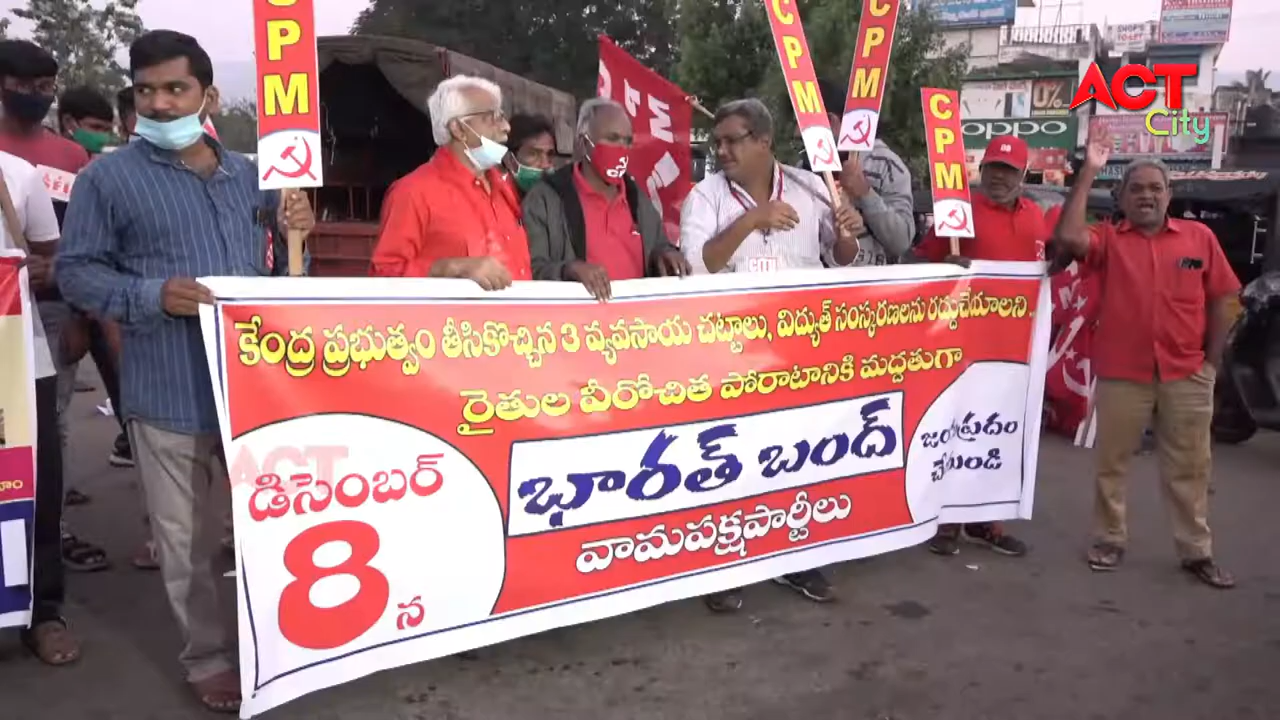 CPM
CPM
CPM
CPM
ACT
City
oppo
కేంద్ర ప్రభుత్వం తీసికొచ్చిన 3 వ్యవసాయ చట్టాలు, విద్యుత్ సంస్కరణలను రద్దుచేయాలని..
రైతుల వీరోచిత పోరాటానికి మద్దతుగా
డిసెంబర్
8న
భారత్ బంద్
జయప్రదం
చేయండి
వామపక్షపార్టీలు